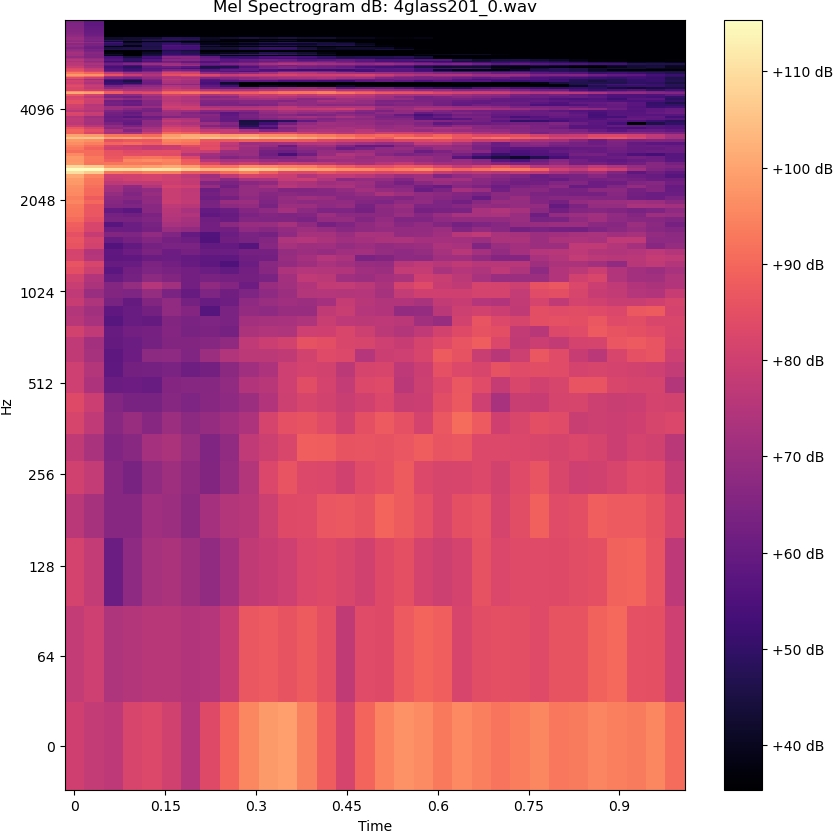 Mel Spectrogram dB: 4glass201_0.wav
Hz
4096
2048
1024
512
256
128
64
0
0 0.15 0.3 0.45 0.6 0.75 0.9
Time
+110 dB
+100 dB
+90 dB
+80 dB
+70 dB
+60 dB
+50 dB
+40 dB